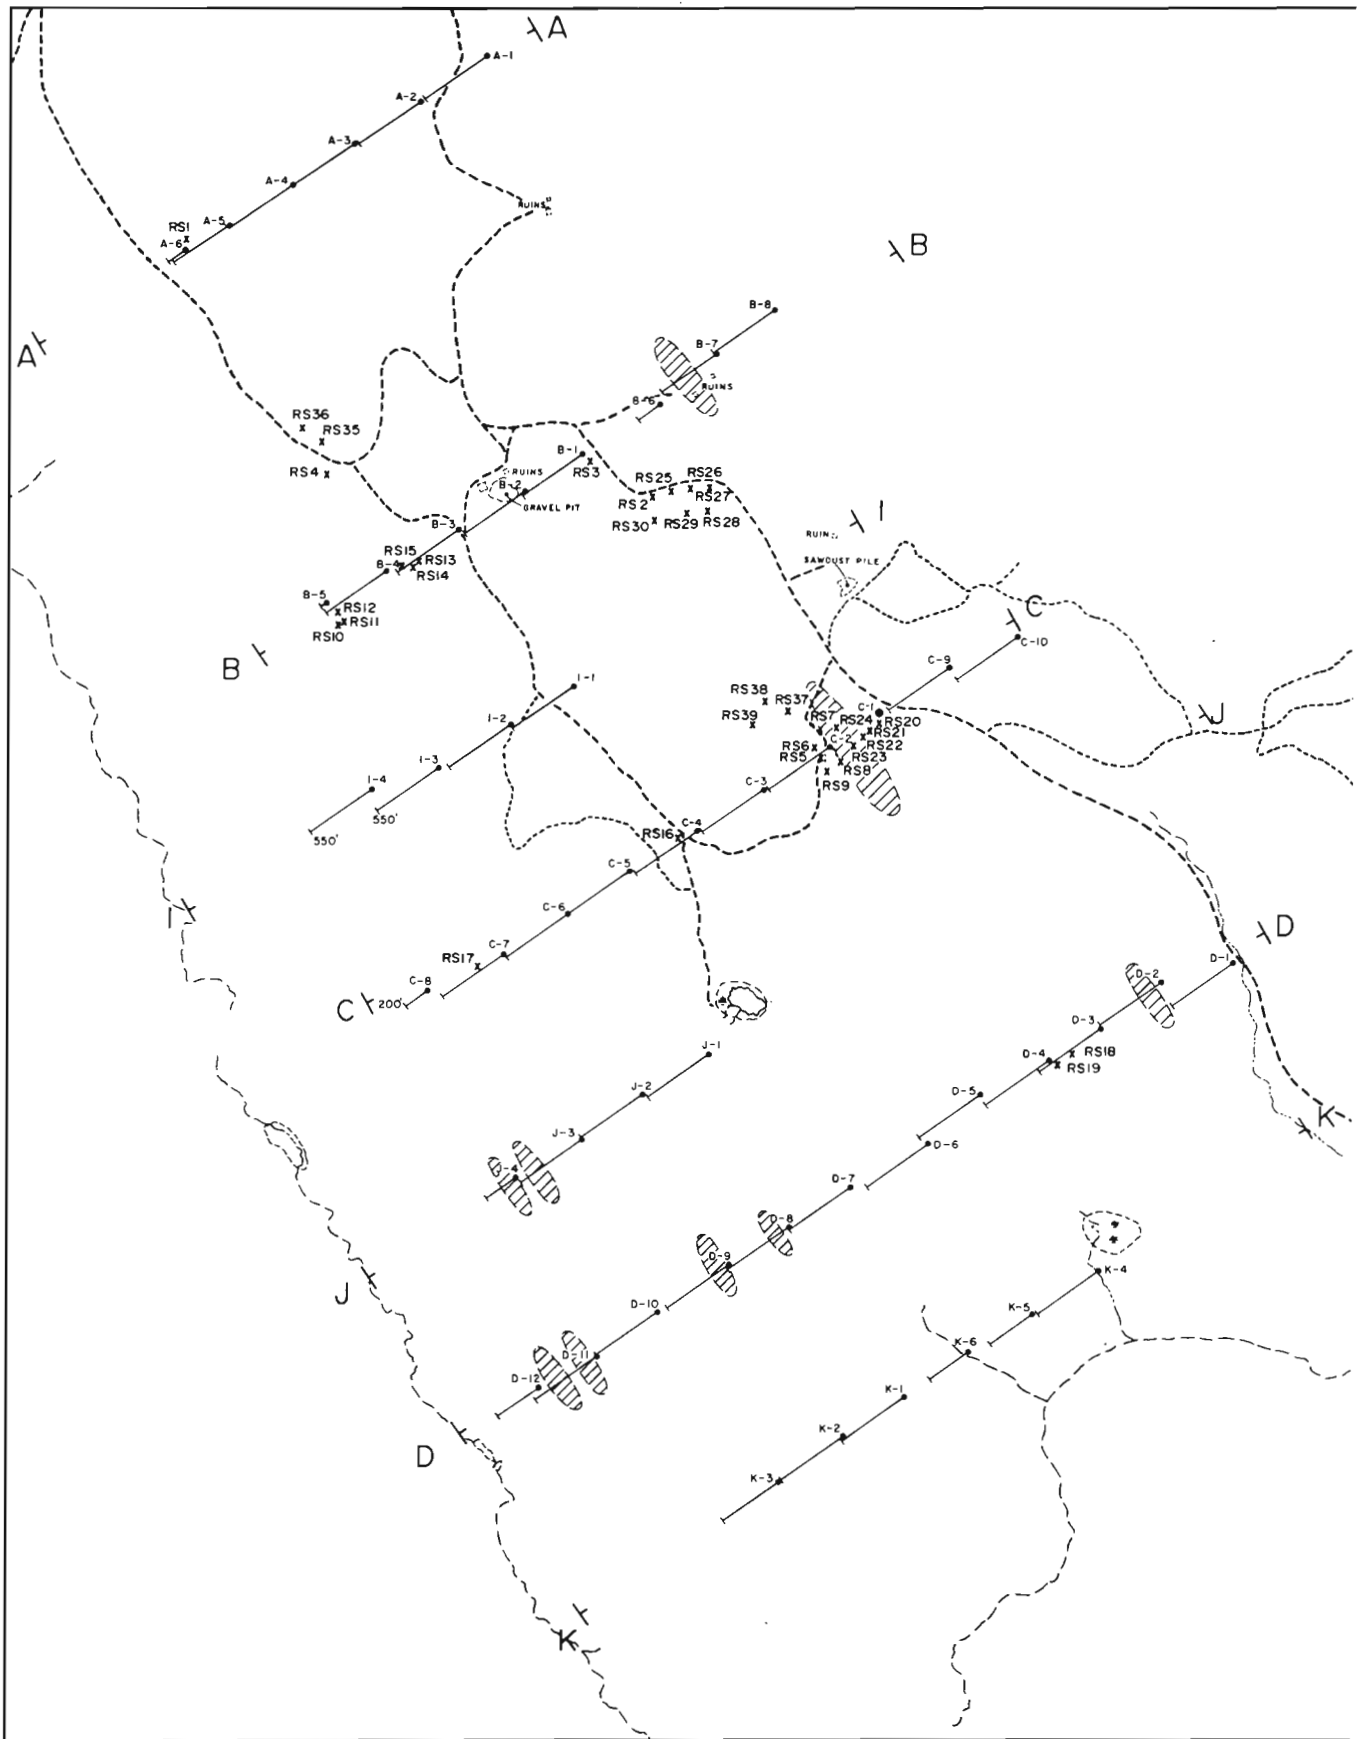 A
A-1
A-2
A-3
A-4
RUINS
A-5
RS1
A-6
B
B-8
A
B-7
RUINS
B-6
RS36
RS35
B-1
RS3
RS4
RUINS
B-2
RS25
RS26
RS2
RS27
GRAVEL PIT
RS30
RS29
RS28
I
B-3
RUIN
RS15
SAWDUST PILE
B-4
RS13
RS14
B-5
RS12
RS11
RS10
C
C-10
B
C-9
I-1
RS38
RS37
C-1
J
I-2
RS39
RS7
RS24
RS20
RS21
C-2
RS6
RS22
RS5
RS23
I-3
RS8
RS9
I-4
C-3
550'
550'
C-4
RS16
C-5
I
C-6
D
C-7
RS17
D-1
C-8
D-2
C
200'
D-3
J-1
D-4
RS18
RS19
J-2
D-5
K
J-3
D-6
J-4
D-7
D-8
D-9
K-4
J
D-10
K-5
K-6
D-11
D-12
K-1
K-2
D
K-3
K